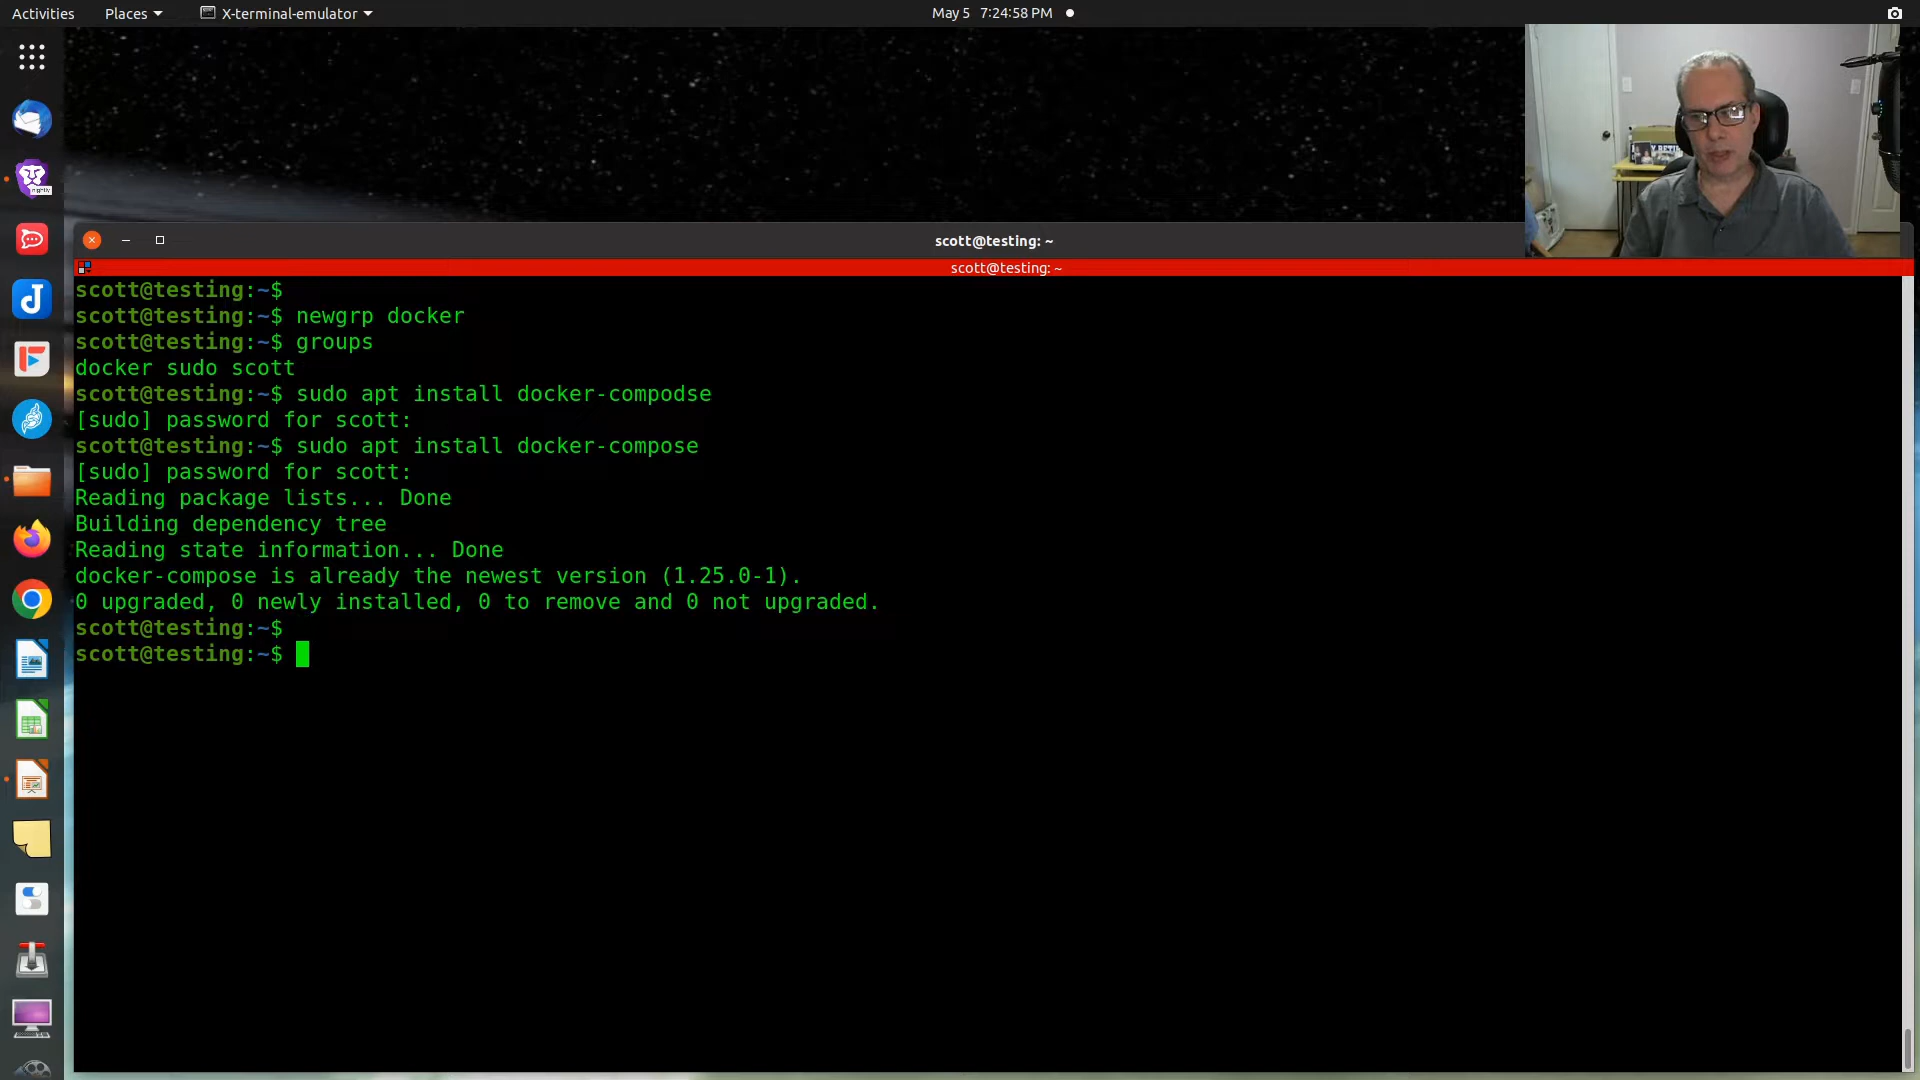 Activities
Places
X-terminal-emulator
May 5 7:24:58 PM
nightly
scott@testing: ~
scott@testing: ~
scott@testing:~$
scott@testing:~$ newgrp docker
scott@testing:~$ groups
docker sudo scott
scott@testing:~$ sudo apt install docker-compodse
[sudo] password for scott:
scott@testing:~$ sudo apt install docker-compose
[sudo] password for scott:
Reading package lists... Done
Building dependency tree
Reading state information... Done
docker-compose is already the newest version (1.25.0-1).
0 upgraded, 0 newly installed, 0 to remove and 0 not upgraded.
scott@testing:~$
scott@testing:~$